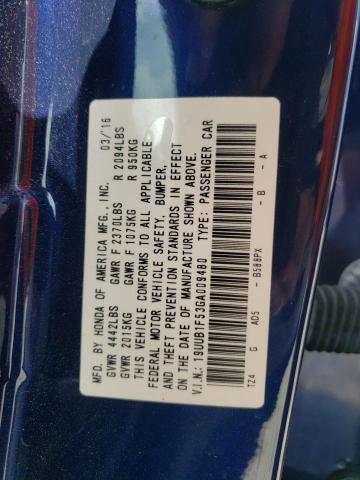 MFD. BY HONDA OF AMERICA MFG., INC. 03/'16
GVWR 4442LBS GAWR F 2370LBS R 2094LBS
GVWR 2015KG GAWR F 1075KG R 950KG
THIS VEHICLE CONFORMS TO ALL APPLICABLE
FEDERAL MOTOR VEHICLE SAFETY, BUMPER,
AND THEFT PREVENTION STANDARDS IN EFFECT
ON THE DATE OF MANUFACTURE SHOWN ABOVE.
V.I.N.: 19UUB1F53GA009480 TYPE: PASSENGER CAR
TZ4 G AD5 - B588PX - B - A